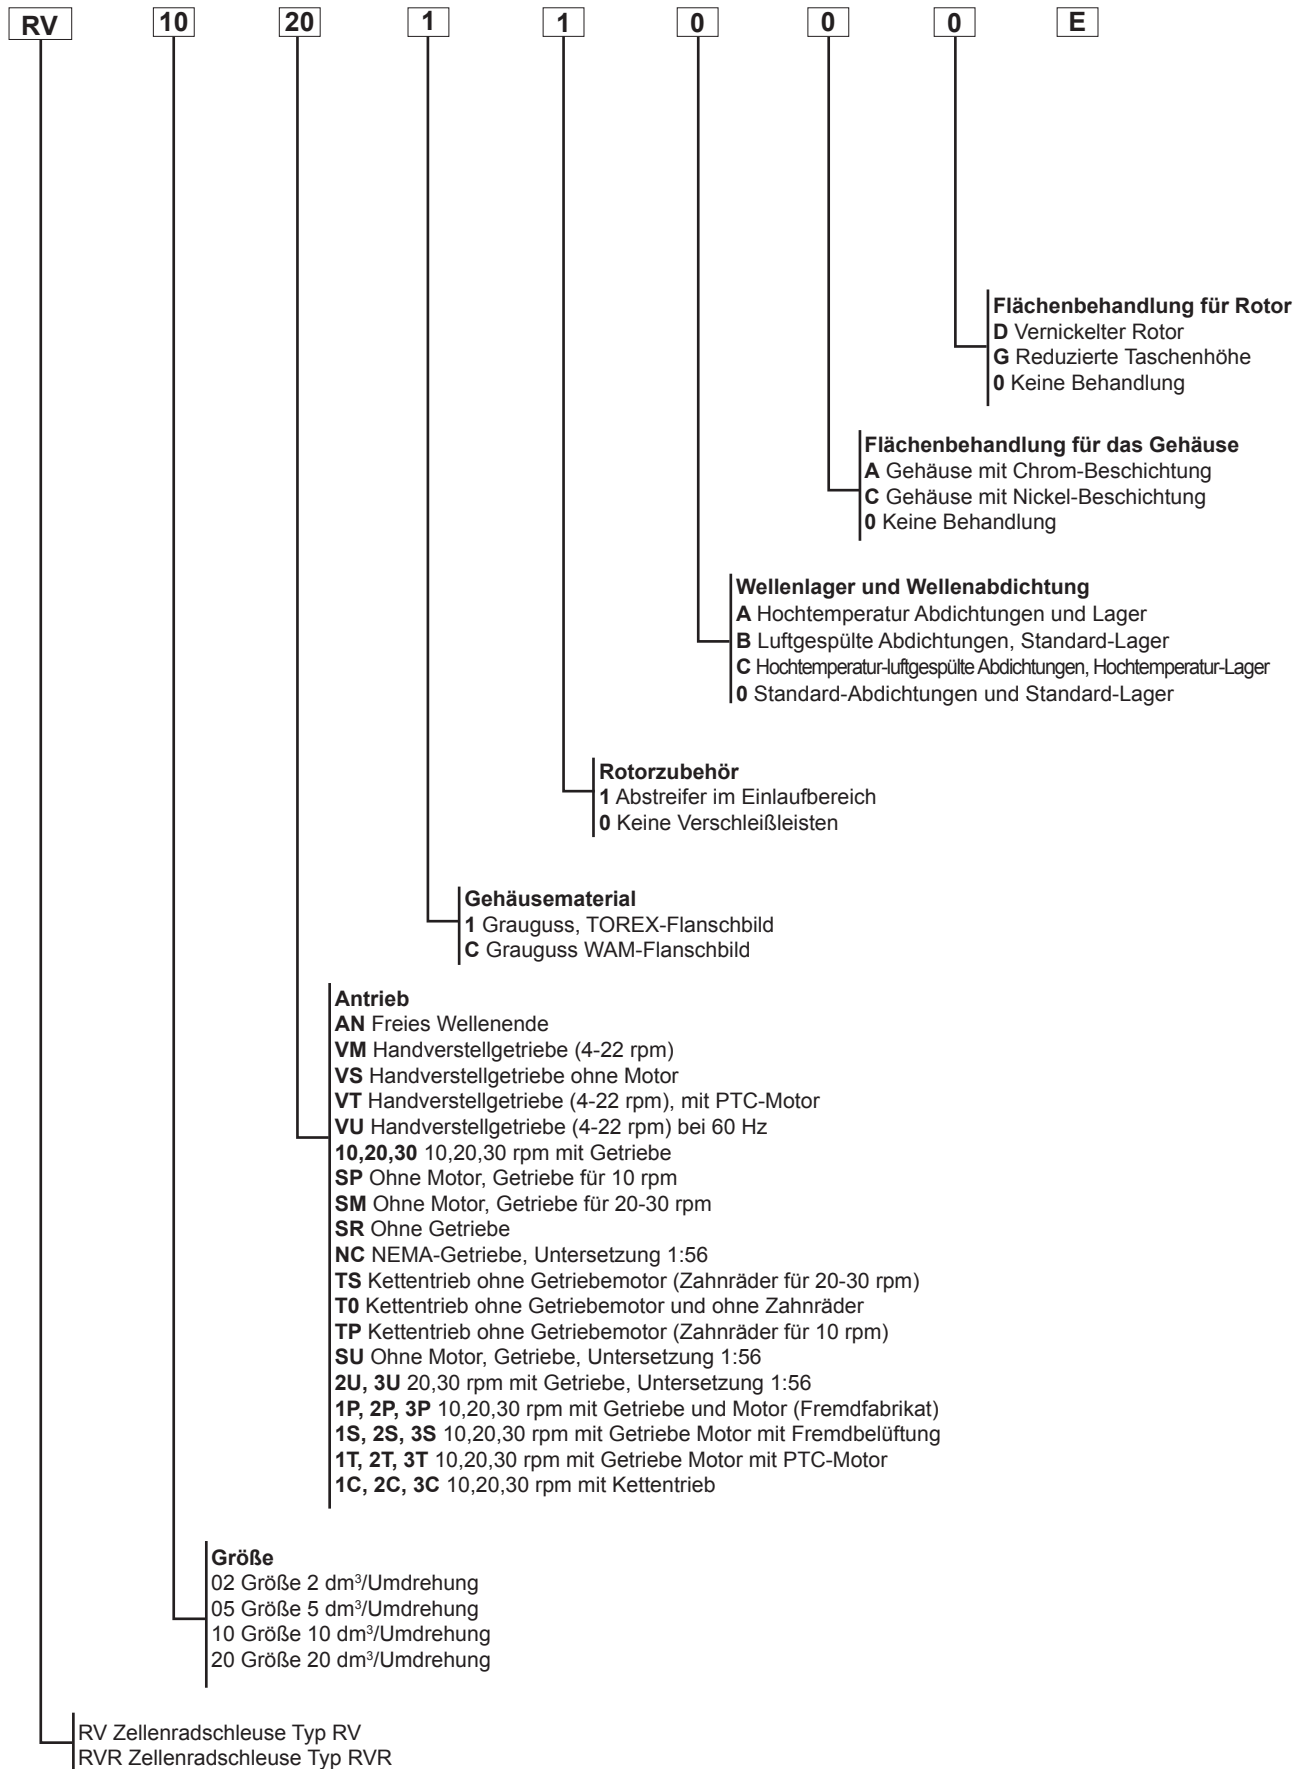 RV 10 20 1 1 0 0 0 E
Flächenbehandlung für Rotor
D Vernickelter Rotor
G Reduzierte Taschenhöhe
0 Keine Behandlung
Flächenbehandlung für das Gehäuse
A Gehäuse mit Chrom-Beschichtung
C Gehäuse mit Nickel-Beschichtung
0 Keine Behandlung
Wellenlager und Wellenabdichtung
A Hochtemperatur Abdichtungen und Lager
B Luftgespülte Abdichtungen, Standard-Lager
C Hochtemperatur-luftgespülte Abdichtungen, Hochtemperatur-Lager
0 Standard-Abdichtungen und Standard-Lager
Rotorzubehör
1 Abstreifer im Einlaufbereich
0 Keine Verschleißleisten
Gehäusematerial
1 Grauguss, TOREX-Flanschbild
C Grauguss WAM-Flanschbild
Antrieb
AN Freies Wellenende
VM Handverstellgetriebe (4-22 rpm)
VS Handverstellgetriebe ohne Motor
VT Handverstellgetriebe (4-22 rpm), mit PTC-Motor
VU Handverstellgetriebe (4-22 rpm) bei 60 Hz
10,20,30 10,20,30 rpm mit Getriebe
SP Ohne Motor, Getriebe für 10 rpm
SM Ohne Motor, Getriebe für 20-30 rpm
SR Ohne Getriebe
NC NEMA-Getriebe, Untersetzung 1:56
TS Kettentrieb ohne Getriebemotor (Zahnräder für 20-30 rpm)
T0 Kettentrieb ohne Getriebemotor und ohne Zahnräder
TP Kettentrieb ohne Getriebemotor (Zahnräder für 10 rpm)
SU Ohne Motor, Getriebe, Untersetzung 1:56
2U, 3U 20,30 rpm mit Getriebe, Untersetzung 1:56
1P, 2P, 3P 10,20,30 rpm mit Getriebe und Motor (Fremdfabrikat)
1S, 2S, 3S 10,20,30 rpm mit Getriebe Motor mit Fremdbelüftung
1T, 2T, 3T 10,20,30 rpm mit Getriebe Motor mit PTC-Motor
1C, 2C, 3C 10,20,30 rpm mit Kettentrieb
Größe
02 Größe 2 dm³/Umdrehung
05 Größe 5 dm³/Umdrehung
10 Größe 10 dm³/Umdrehung
20 Größe 20 dm³/Umdrehung
RV Zellenradschleuse Typ RV
RVR Zellenradschleuse Typ RVR